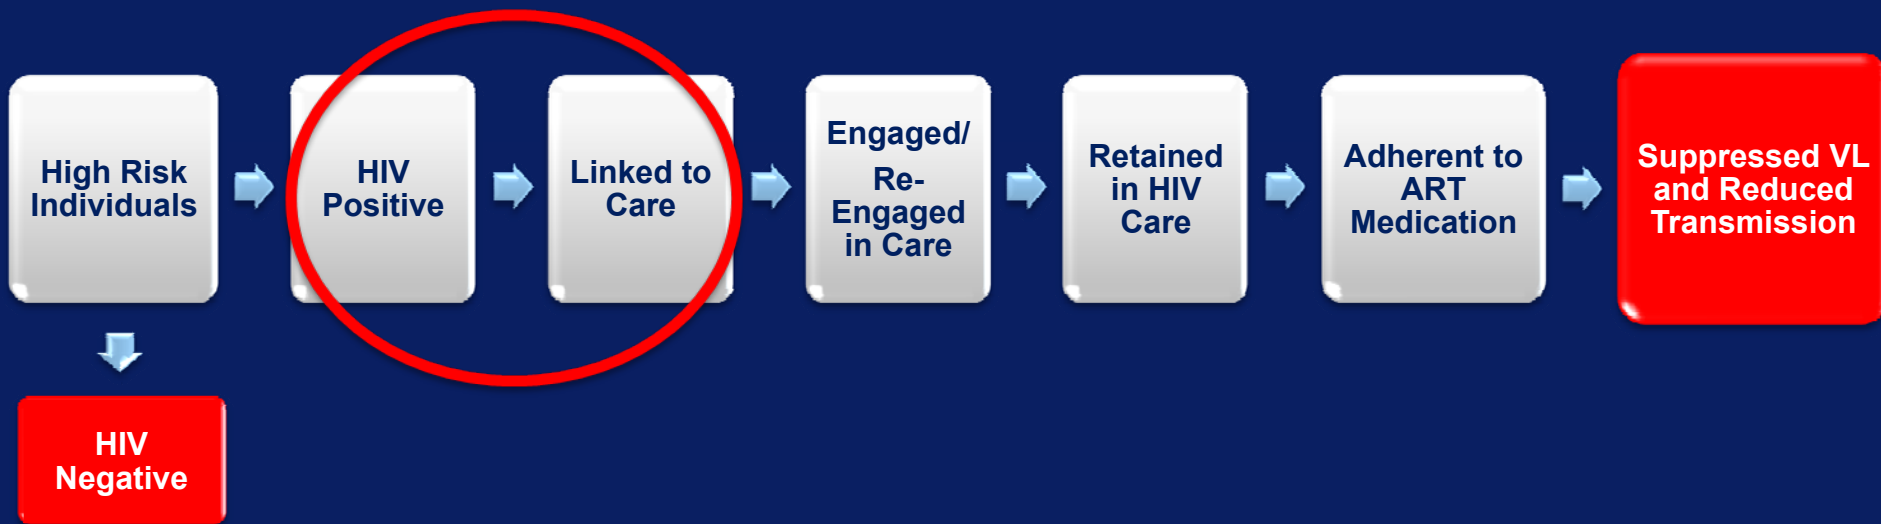 High Risk
Individuals
HIV
Positive
Linked to
Care
Engaged/
Re-
Engaged
in Care
Retained
in HIV
Care
Adherent to
ART
Medication
Suppressed VL
and Reduced
Transmission
HIV
Negative